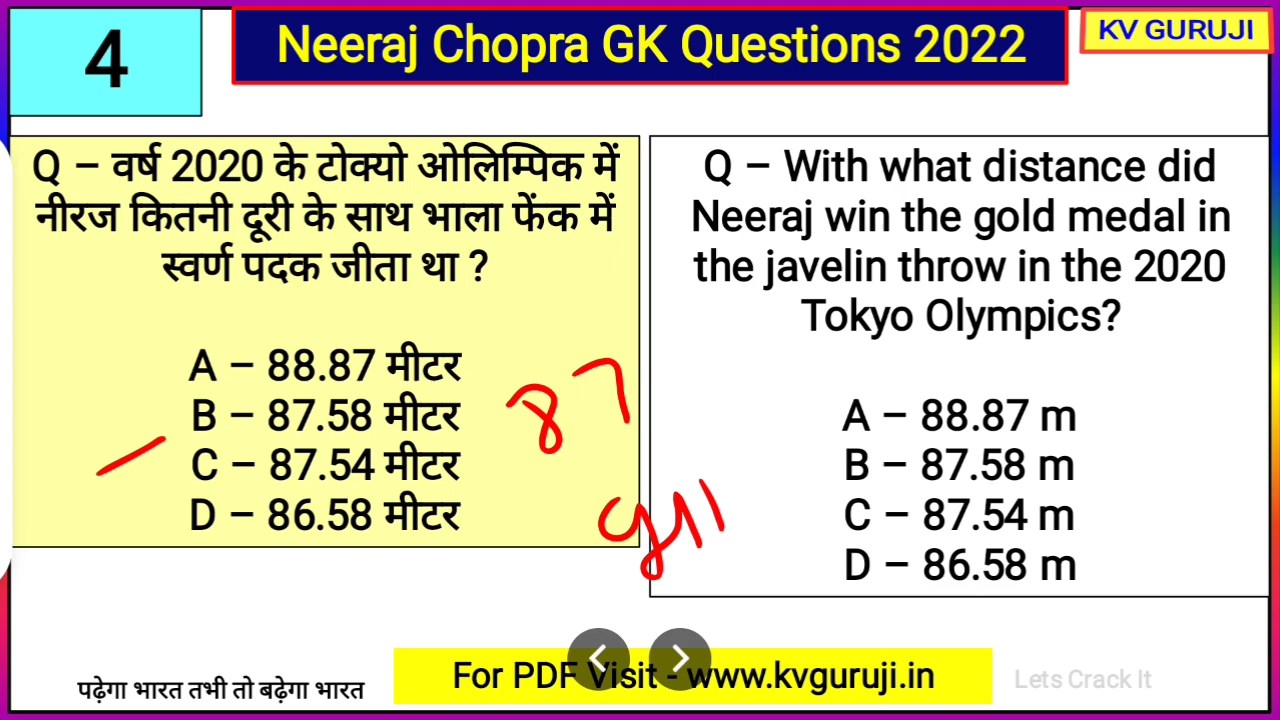 4
Neeraj Chopra GK Questions 2022
KV GURUJI
Q – वर्ष 2020 के टोक्यो ओलिम्पिक में
नीरज कितनी दूरी के साथ भाला फेंक में
स्वर्ण पदक जीता था ?
A – 88.87 मीटर
B – 87.58 मीटर
C – 87.54 मीटर
D – 86.58 मीटर
87
Q – With what distance did
Neeraj win the gold medal in
the javelin throw in the 2020
Tokyo Olympics?
A – 88.87 m
B – 87.58 m
C – 87.54 m
D – 86.58 m
पढ़ेगा भारत तभी तो बढ़ेगा भारत
For PDF Visit - www.kvguruji.in
Lets Crack It